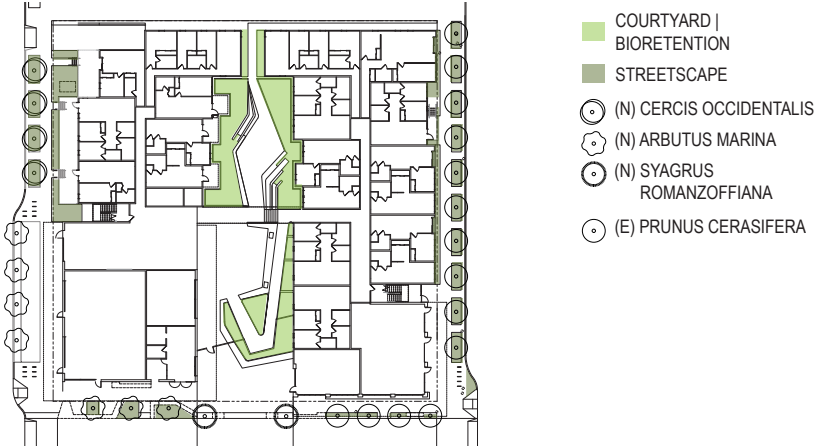 COURTYARD |
BIORETENTION
STREETSCAPE
(N) CERCIS OCCIDENTALIS
(N) ARBUTUS MARINA
(N) SYAGRUS
ROMANZOFFIANA
(E) PRUNUS CERASIFERA